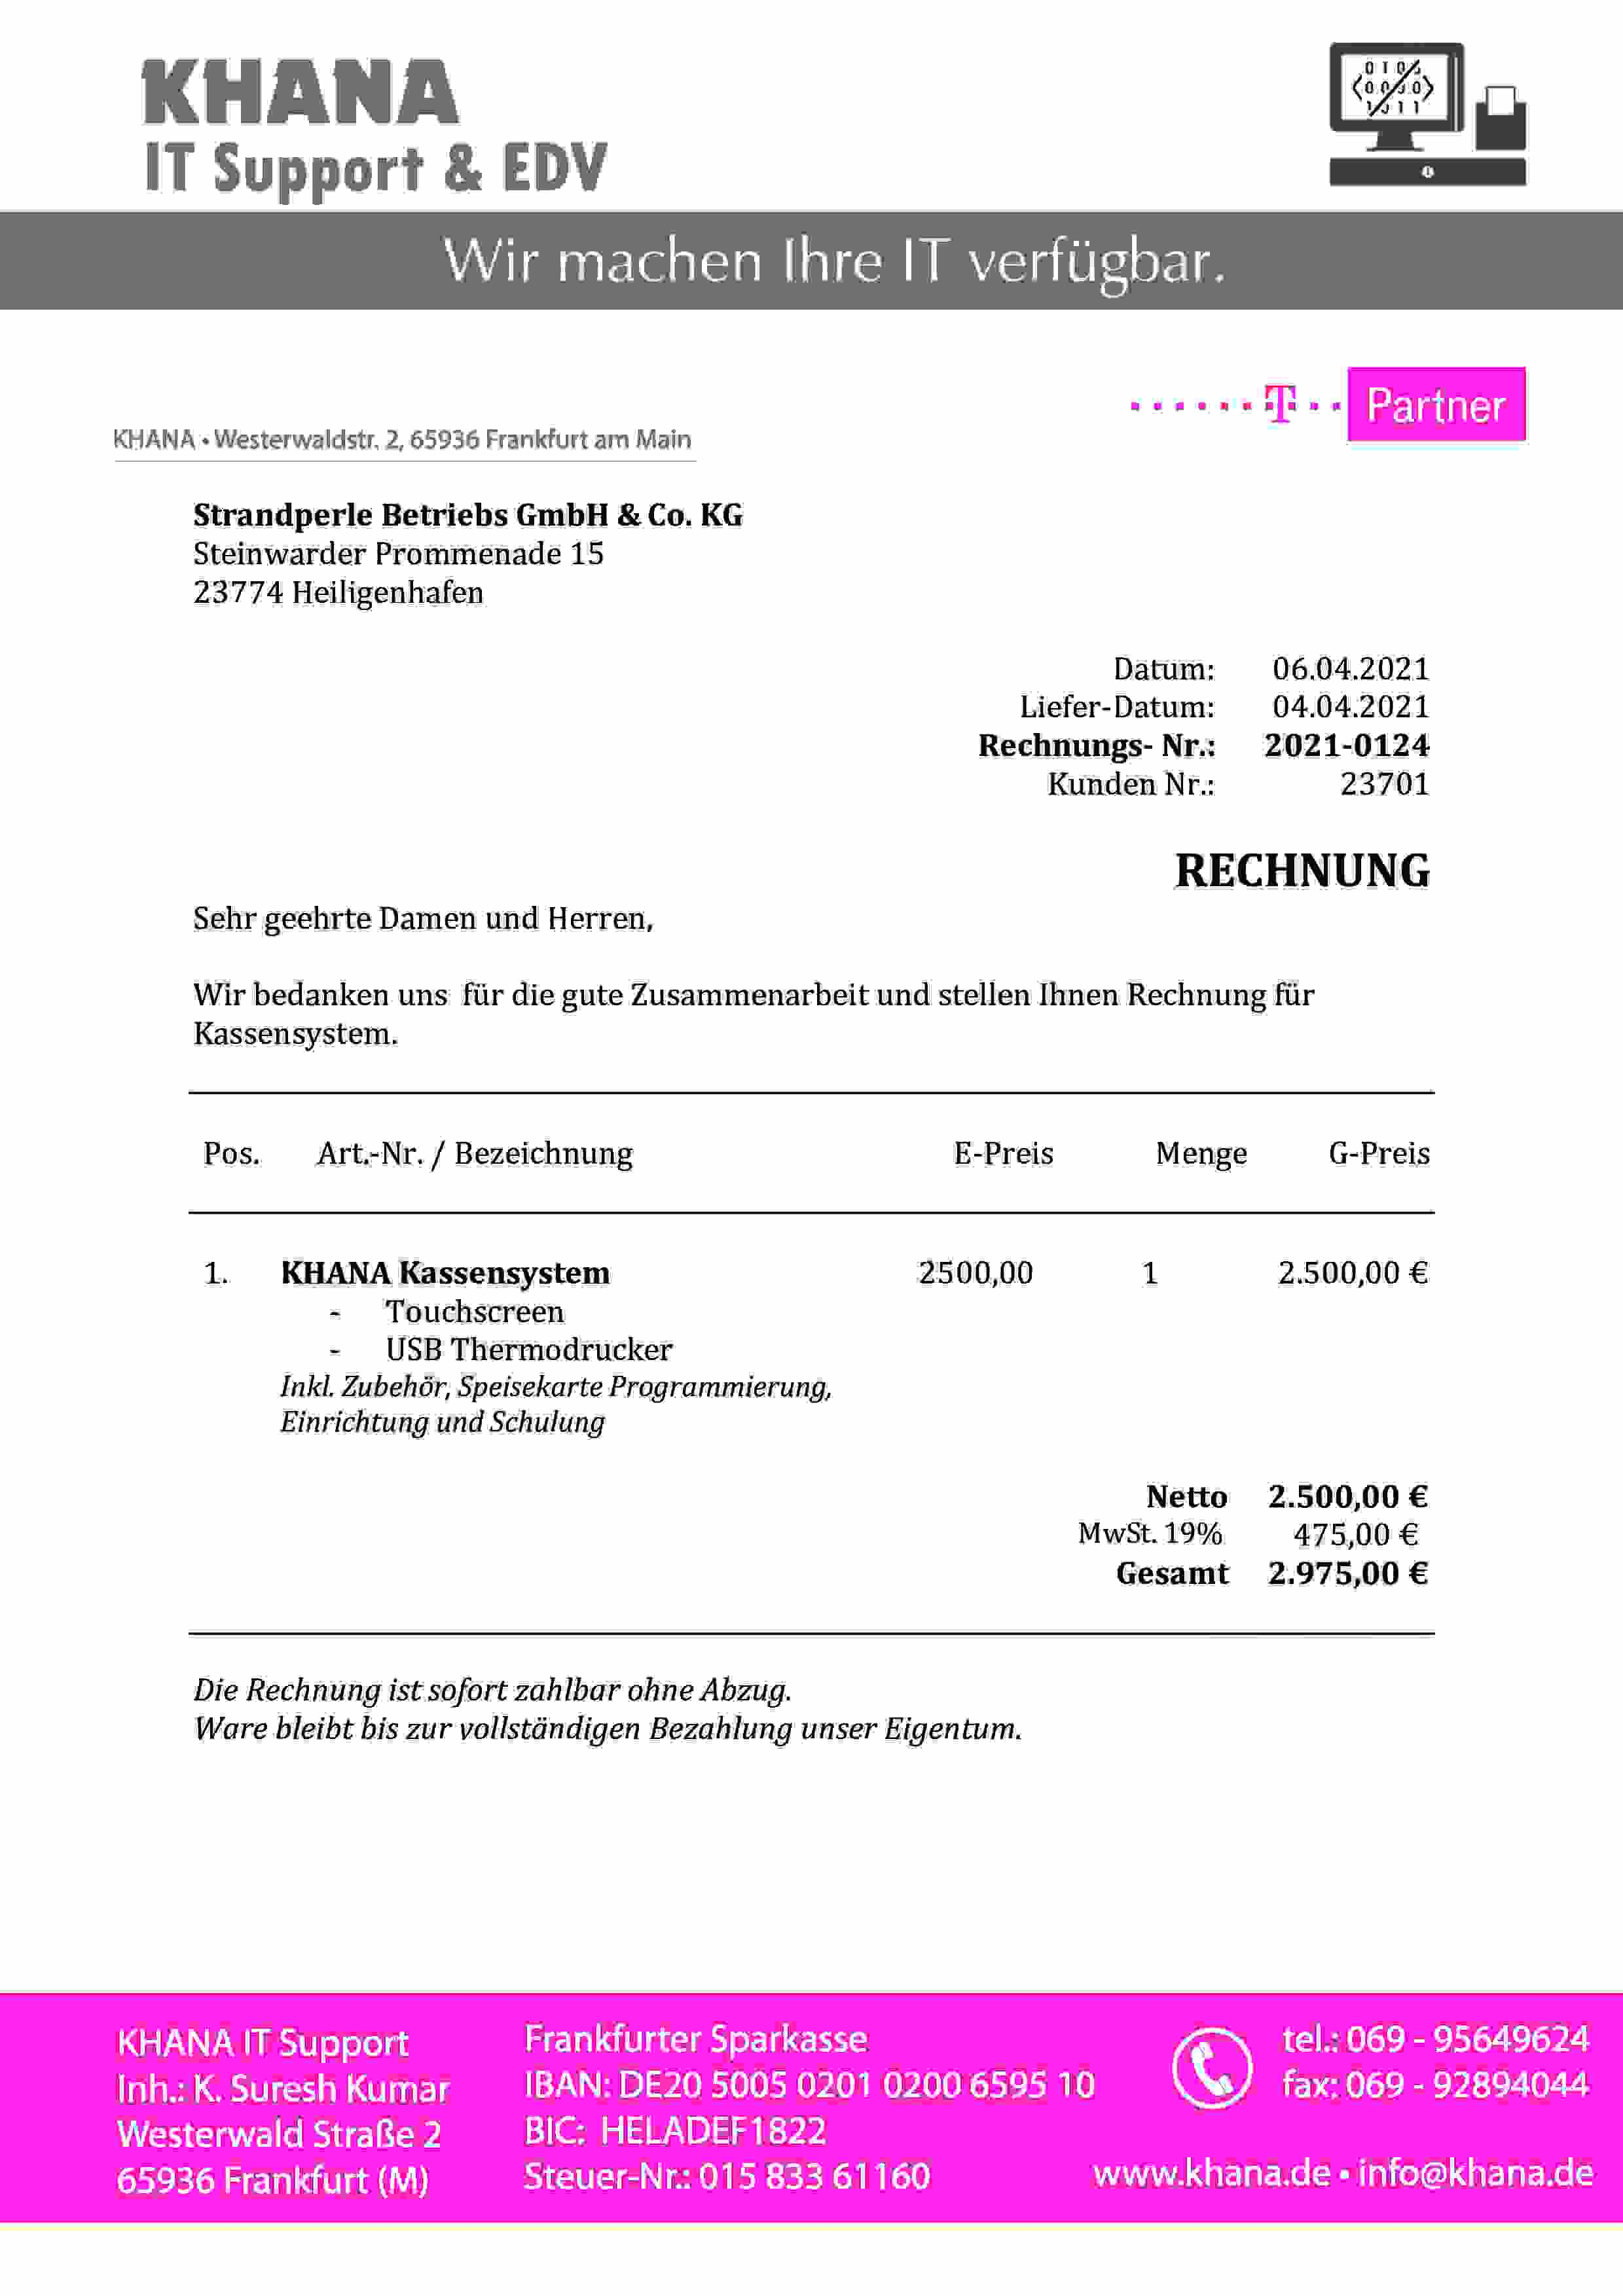 KHANA
IT Support & EDV
Wir machen Ihre IT verfügbar.
T Partner
KHANA • Westerwaldstr. 2, 65936 Frankfurt am Main
Strandperle Betriebs GmbH & Co. KG
Steinwarder Prommenade 15
23774 Heiligenhafen
Datum: 06.04.2021
Liefer-Datum: 04.04.2021
Rechnungs- Nr.: 2021-0124
Kunden Nr.: 23701
RECHNUNG
Sehr geehrte Damen und Herren,
Wir bedanken uns für die gute Zusammenarbeit und stellen Ihnen Rechnung für
Kassensystem.
Pos. Art.-Nr. / Bezeichnung E-Preis Menge G-Preis
1. KHANA Kassensystem 2500,00 1 2.500,00 €
- Touchscreen
- USB Thermodrucker
Inkl. Zubehör, Speisekarte Programmierung,
Einrichtung und Schulung
Netto 2.500,00 €
MwSt. 19% 475,00 €
Gesamt 2.975,00 €
Die Rechnung ist sofort zahlbar ohne Abzug.
Ware bleibt bis zur vollständigen Bezahlung unser Eigentum.
KHANA IT Support
Inh.: K. Suresh Kumar
Westerwald Straße 2
65936 Frankfurt (M)
Frankfurter Sparkasse
IBAN: DE20 5005 0201 0200 6595 10
BIC: HELADEF1822
Steuer-Nr.: 015 833 61160
tel.: 069 - 95649624
fax: 069 - 92894044
www.khana.de • info@khana.de